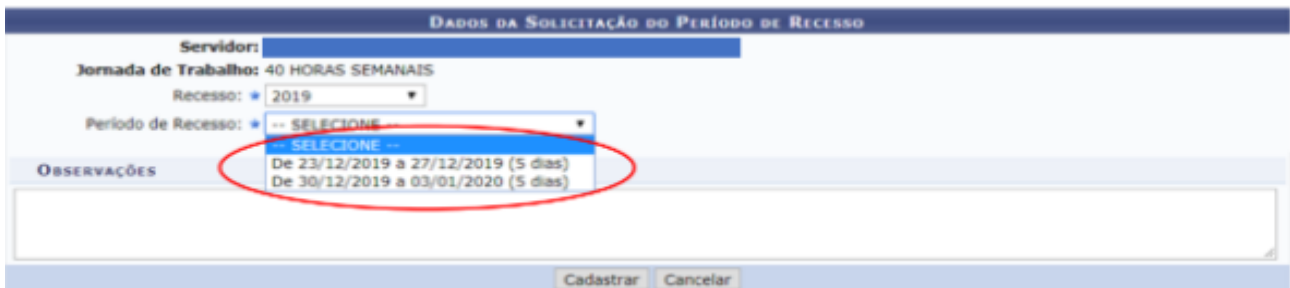 DADOS DA SOLICITAÇÃO DO PERÍODO DE RECESSO
Servidor:
Jornada de Trabalho: 40 HORAS SEMANAIS
Recesso: 2019
Período de Recesso: -- SELECIONE --
-- SELECIONE --
De 23/12/2019 a 27/12/2019 (5 dias)
De 30/12/2019 a 03/01/2020 (5 dias)
OBSERVAÇÕES
Cadastrar Cancelar